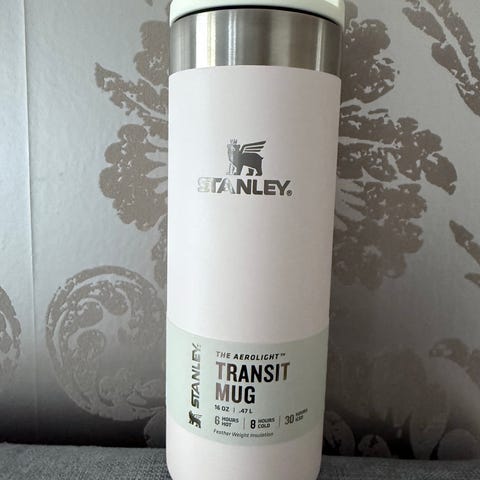 STANLEY®
STANLEY®
THE AEROLIGHT™
TRANSIT
MUG
16 OZ | .47 L
6 HOURS HOT | 8 HOURS COLD | 30 HOURS ICED
Feather Weight Insulation